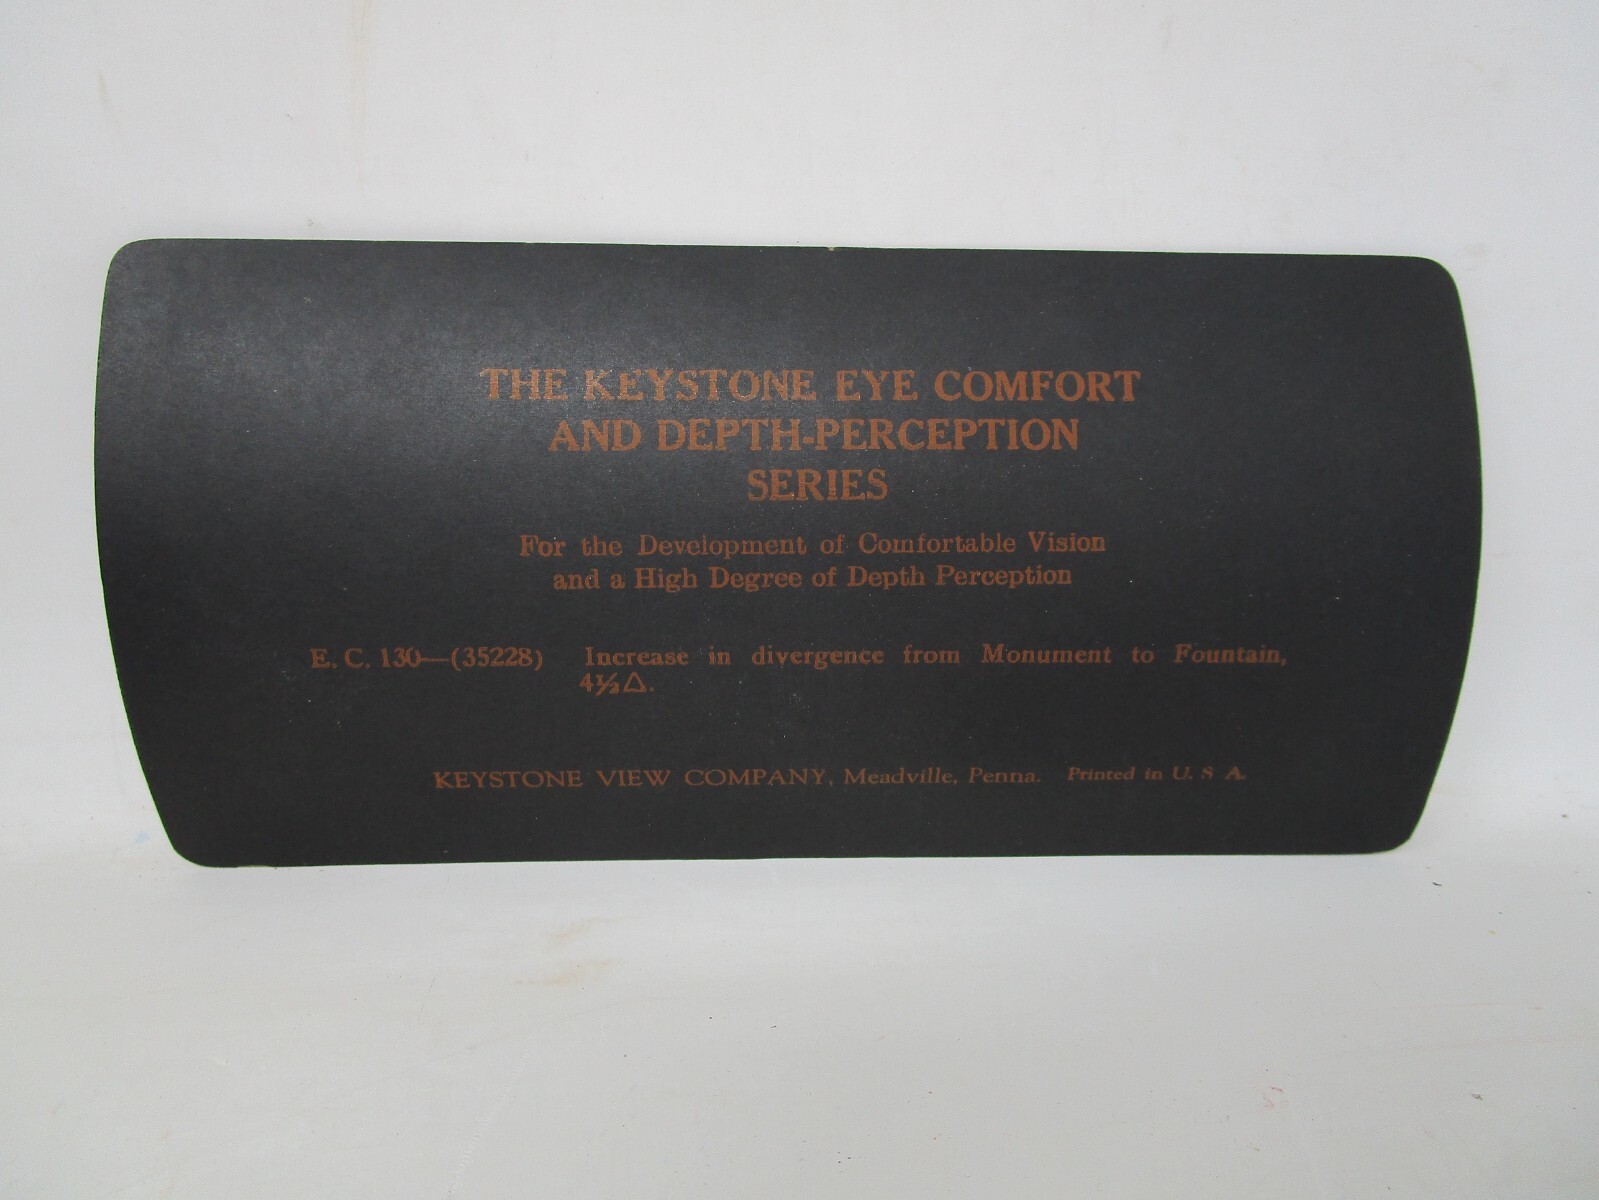 THE KEYSTONE EYE COMFORT
AND DEPTH-PERCEPTION
SERIES
For the Development of Comfortable Vision
and a High Degree of Depth Perception
E. C. 130—(35228) Increase in divergence from Monument to Fountain,
4½△.
KEYSTONE VIEW COMPANY, Meadville, Penna. Printed in U. S A.